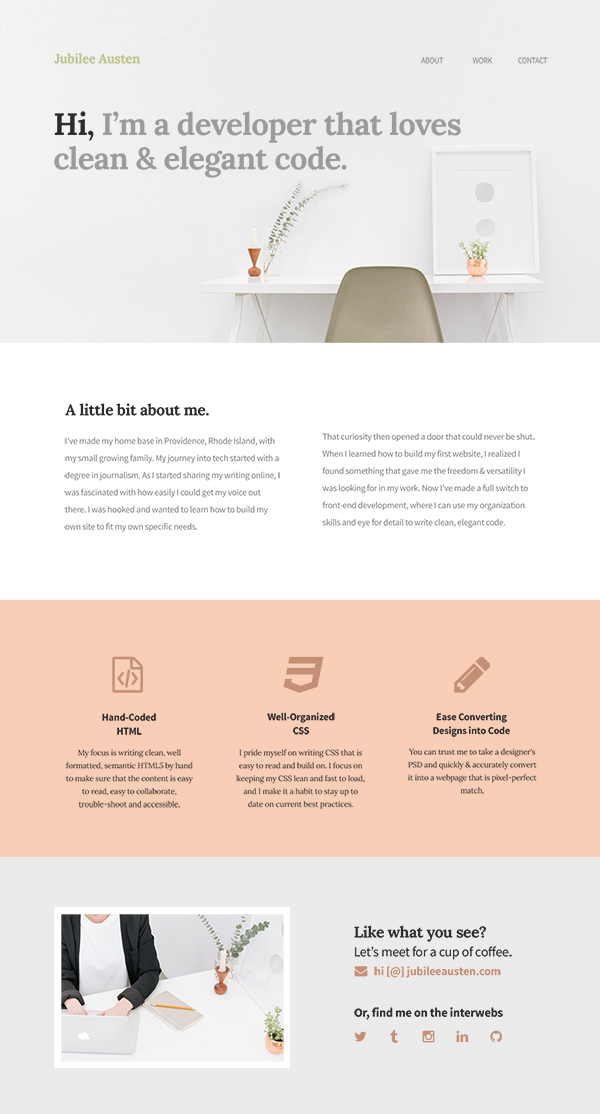 Jubilee Austen
ABOUT WORK CONTACT
Hi, I'm a developer that loves
clean & elegant code.
A little bit about me.
I've made my home base in Providence, Rhode Island, with
my small growing family. My journey into tech started with a
degree in journalism. As I started sharing my writing online, I
was fascinated with how easily I could get my voice out
there. I was hooked and wanted to learn how to build my
own site to fit my own specific needs.
That curiosity then opened a door that could never be shut.
When I learned how to build my first website, I realized I
found something that gave me the freedom & versatility I
was looking for in my work. Now I've made a full switch to
front-end development, where I can use my organization
skills and eye for detail to write clean, elegant code.
Hand-Coded
HTML
My focus is writing clean, well
formatted, semantic HTML5 by hand
to make sure that the content is easy
to read, easy to collaborate,
trouble-shoot and accessible.
Well-Organized
CSS
I pride myself on writing CSS that is
easy to read and build on. I focus on
keeping my CSS lean and fast to load,
and I make it a habit to stay up to
date on current best practices.
Ease Converting
Designs into Code
You can trust me to take a designer's
PSD and quickly & accurately convert
it into a webpage that is pixel-perfect
match.
Like what you see?
Let's meet for a cup of coffee.
hi [@] jubileeausten.com
Or, find me on the interwebs